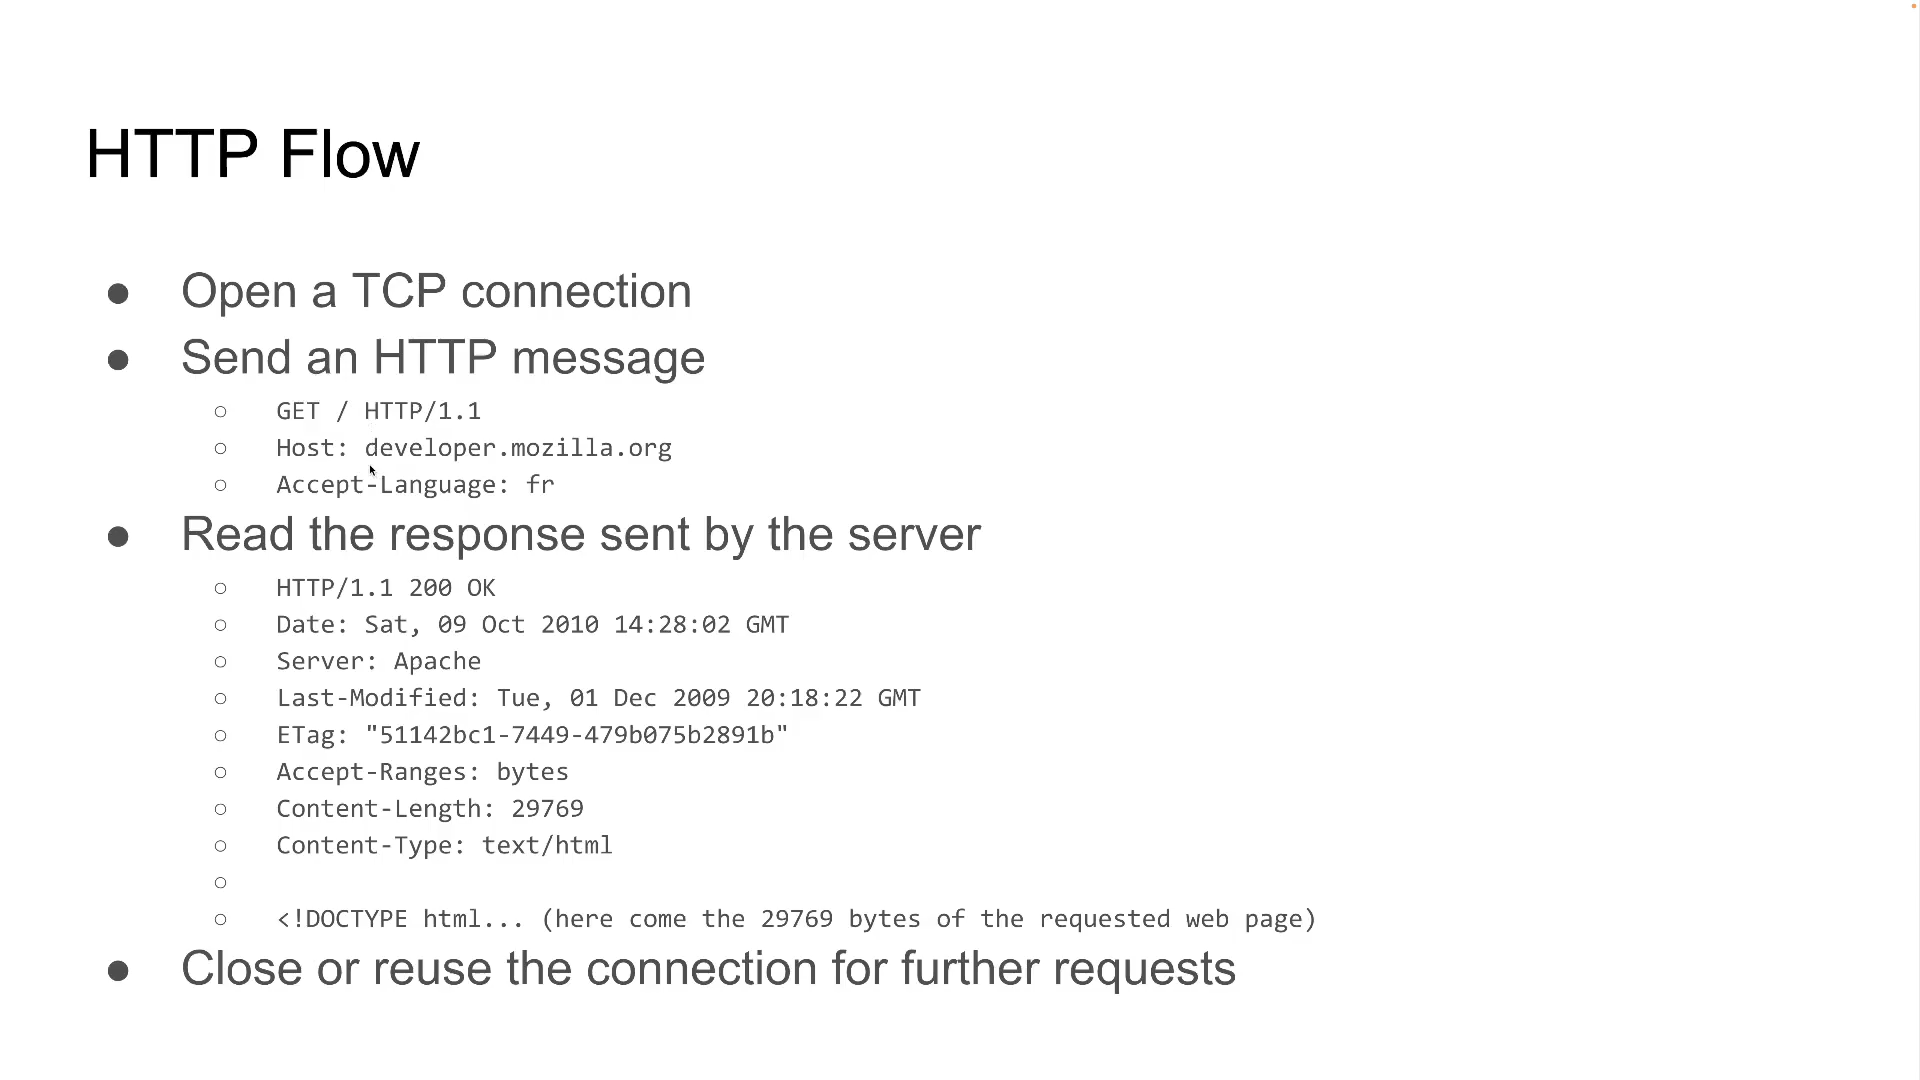 HTTP Flow
● Open a TCP connection
● Send an HTTP message
○ GET / HTTP/1.1
○ Host: developer.mozilla.org
○ Accept-Language: fr
● Read the response sent by the server
○ HTTP/1.1 200 OK
○ Date: Sat, 09 Oct 2010 14:28:02 GMT
○ Server: Apache
○ Last-Modified: Tue, 01 Dec 2009 20:18:22 GMT
○ ETag: "51142bc1-7449-479b075b2891b"
○ Accept-Ranges: bytes
○ Content-Length: 29769
○ Content-Type: text/html
○
○ <!DOCTYPE html... (here come the 29769 bytes of the requested web page)
● Close or reuse the connection for further requests